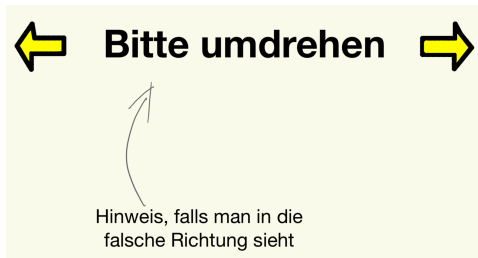 Bitte umdrehen
Hinweis, falls man in die
falsche Richtung sieht